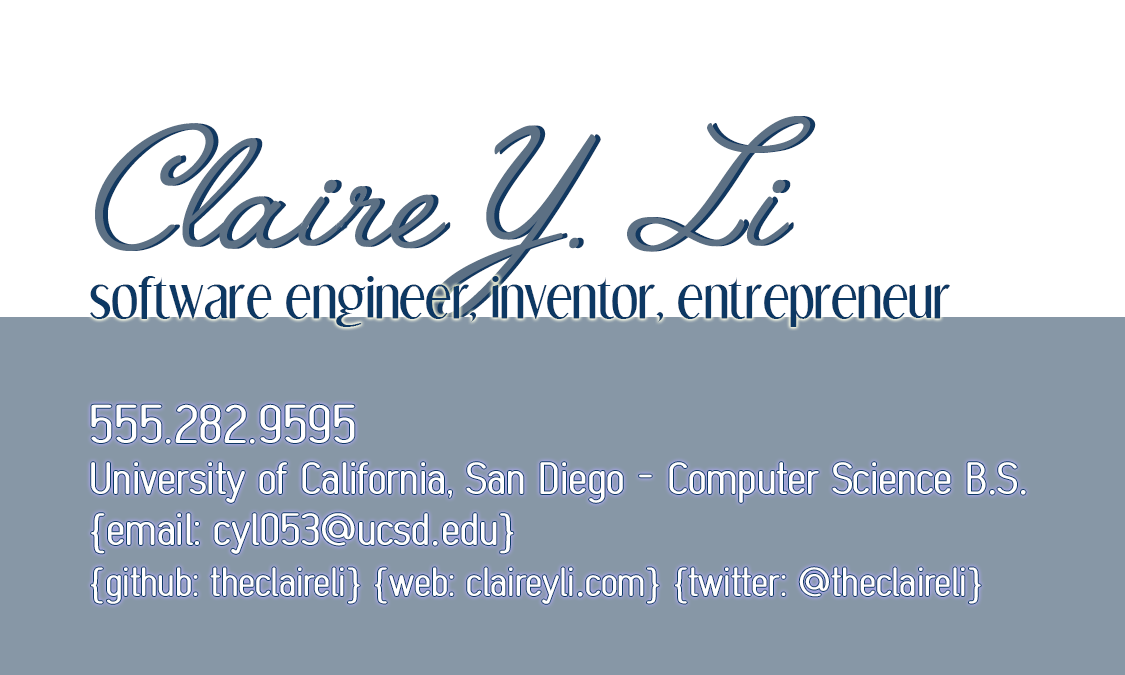 Claire Y. Li
software engineer, inventor, entrepreneur
555.282.9595
University of California, San Diego - Computer Science B.S.
{email: cyl053@ucsd.edu}
{github: theclaireli} {web: claireyli.com} {twitter: @theclaireli}